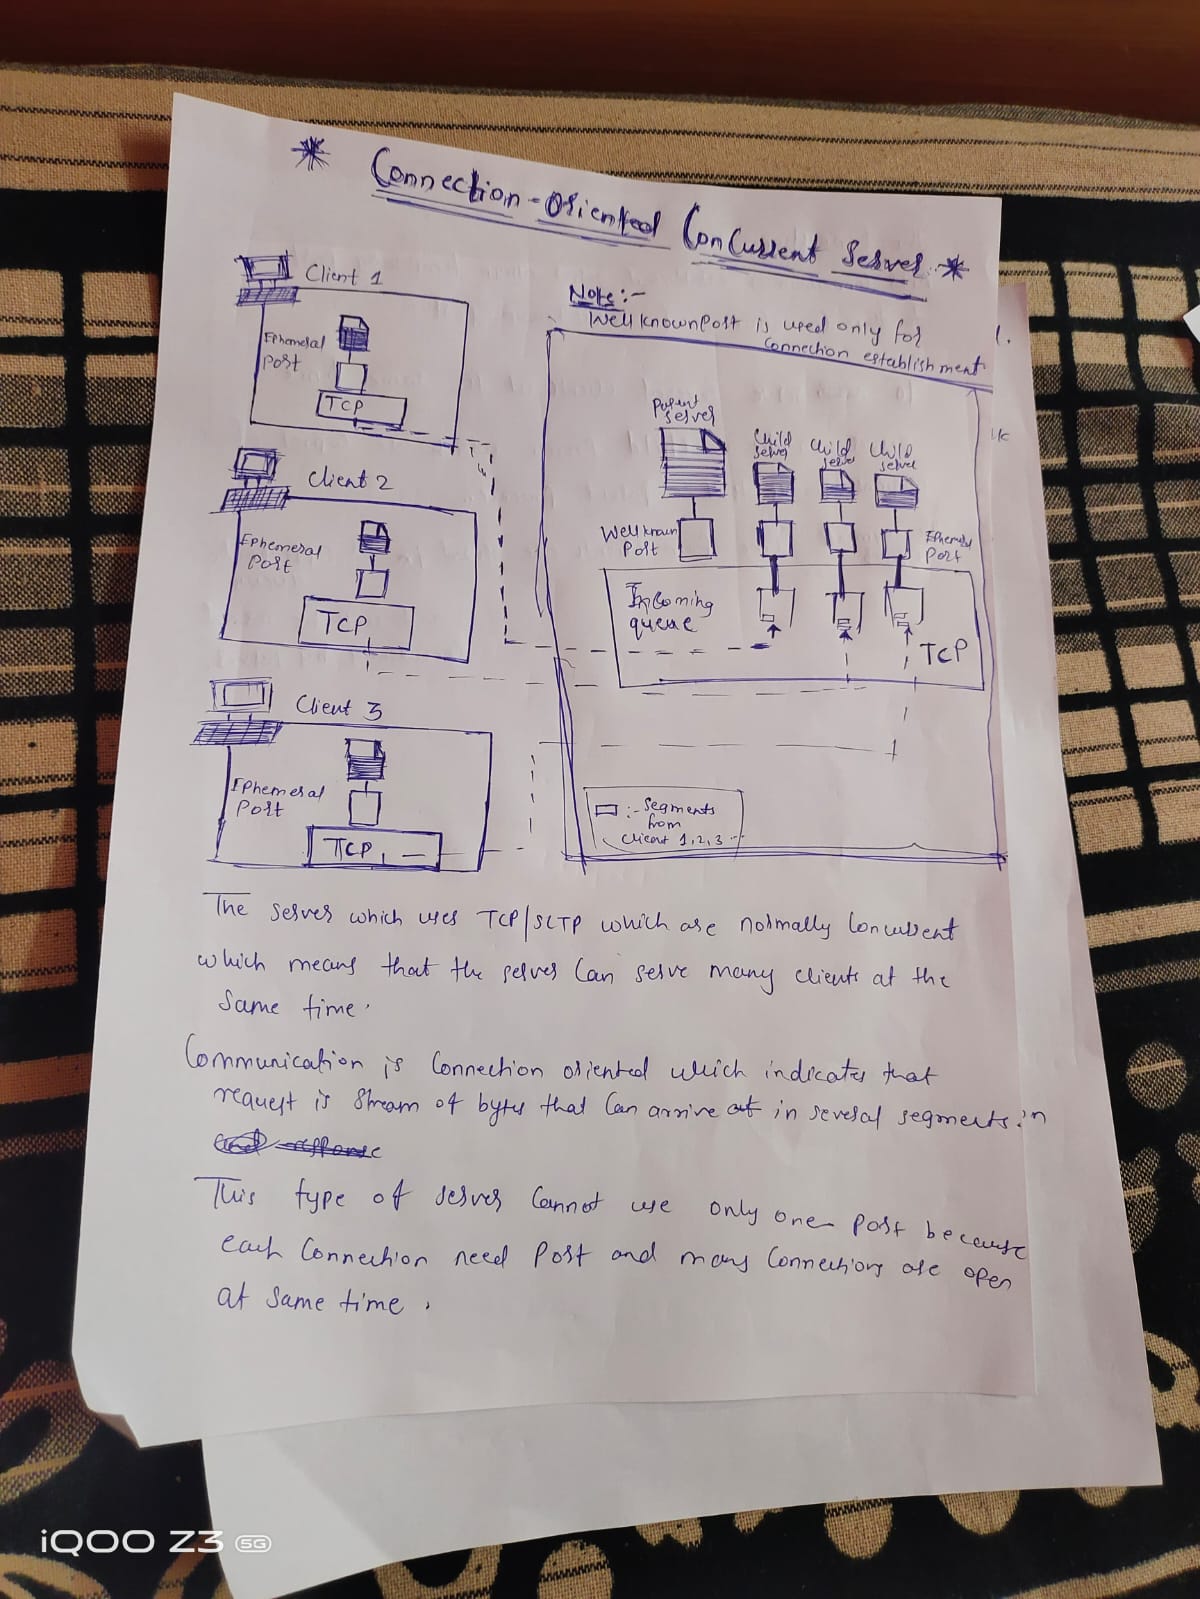 * Connection-Oriented Concurrent Server *
Client 1
Ephemeral
Port
TCP
Note:-
Wellknown Port is used only for
Connection establishment
Client 2
Ephemeral
Port
TCP
Parent
Server
Child
Server
Child
Server
Child
Server
Wellknown
Port
Ephemeral
Port
Incoming
queue
TCP
Client 3
Ephemeral
Port
TCP
:- Segments
from
Client 1,2,3
The server which uses TCP/SCTP which are normally Concurrent
which means that the server Can serve many clients at the
Same time.
Communication is Connection oriented which indicates that
request is Stream of bytes that Can arrive at in several segments in
This type of server Cannot use only one Port because
each Connection need Port and many Connections are open
at Same time.
iQOO Z3 5G